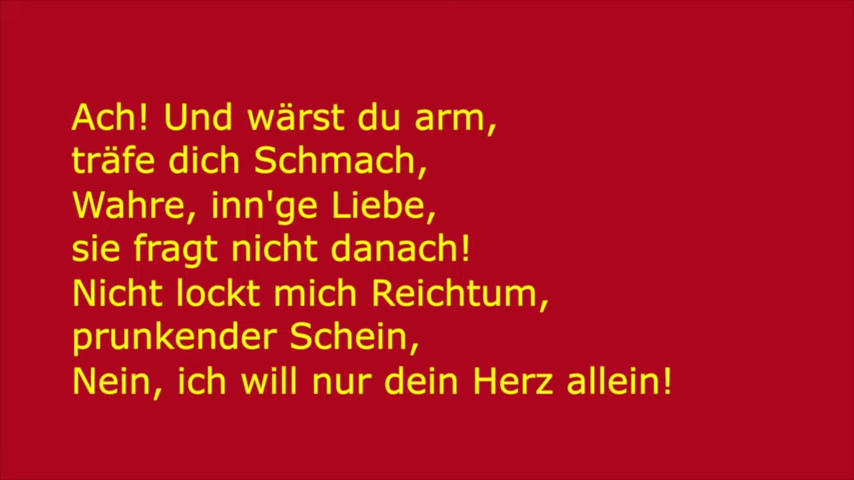 Ach! Und wärst du arm,
träfe dich Schmach,
Wahre, inn'ge Liebe,
sie fragt nicht danach!
Nicht lockt mich Reichtum,
prunkender Schein,
Nein, ich will nur dein Herz allein!